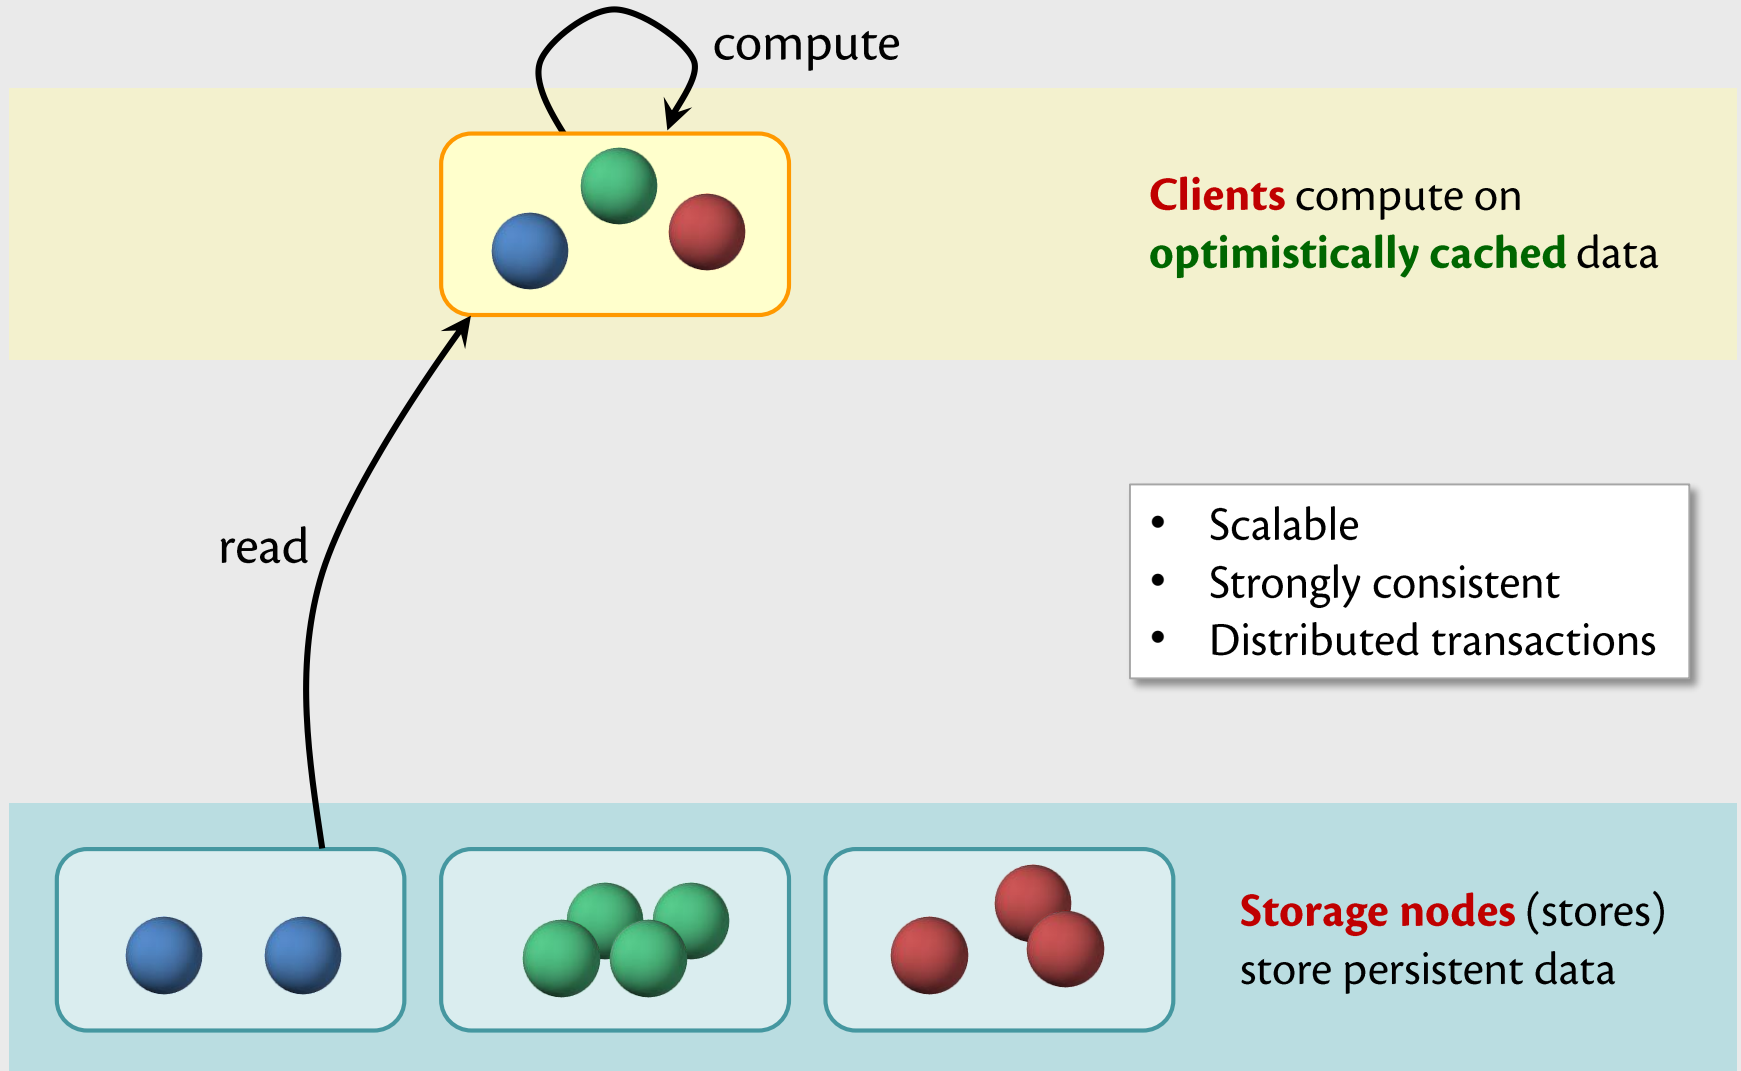 compute
Clients compute on
optimistically cached data
read
• Scalable
• Strongly consistent
• Distributed transactions
Storage nodes (stores)
store persistent data